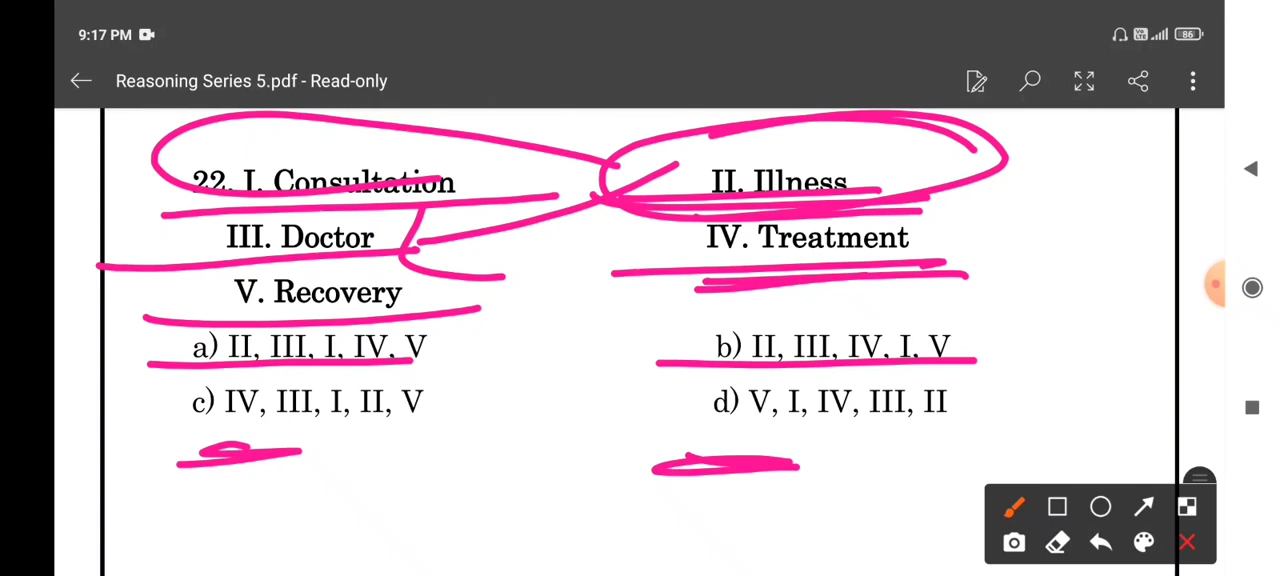 9:17 PM
86
Reasoning Series 5.pdf - Read-only
22. I. Consultation II. Illness
III. Doctor IV. Treatment
V. Recovery
a) II, III, I, IV, V b) II, III, IV, I, V
c) IV, III, I, II, V d) V, I, IV, III, II